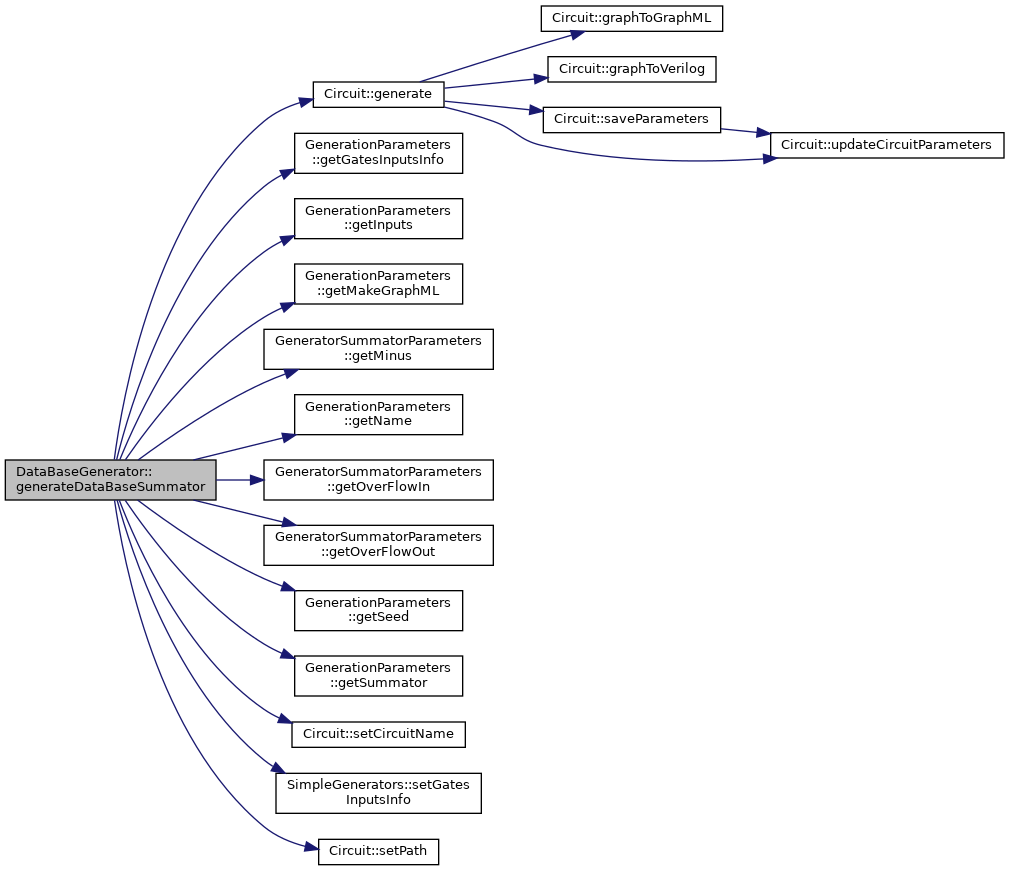 Circuit::graphToGraphML
Circuit::graphToVerilog
Circuit::generate
Circuit::saveParameters
Circuit::updateCircuitParameters
GenerationParameters
::getGatesInputsInfo
GenerationParameters
::getInputs
GenerationParameters
::getMakeGraphML
GeneratorSummatorParameters
::getMinus
GenerationParameters
::getName
DataBaseGenerator::
generateDataBaseSummator
GeneratorSummatorParameters
::getOverFlowIn
GeneratorSummatorParameters
::getOverFlowOut
GenerationParameters
::getSeed
GenerationParameters
::getSummator
Circuit::setCircuitName
SimpleGenerators::setGates
InputsInfo
Circuit::setPath